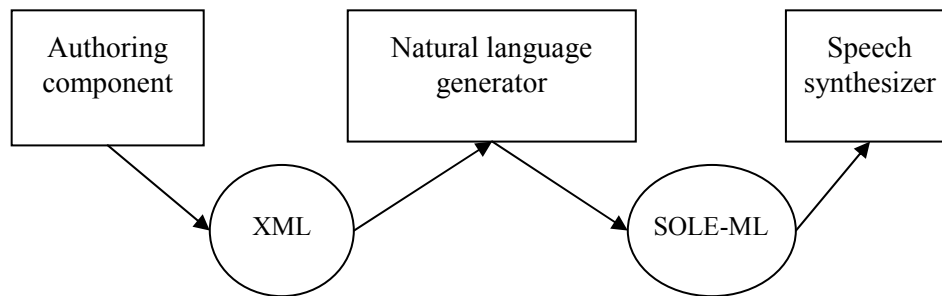 Authoring
component
Natural language
generator
Speech
synthesizer
XML
SOLE-ML